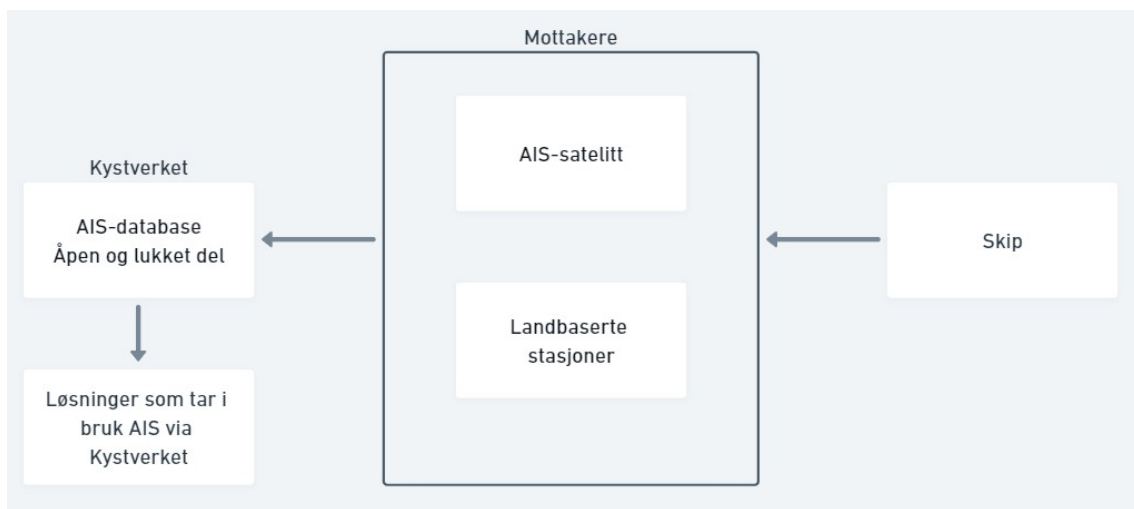 Mottakere
AIS-satelitt
Kystverket
AIS-database
Åpen og lukket del
Skip
Landbaserte
stasjoner
Løsninger som tar i
bruk AIS via
Kystverket